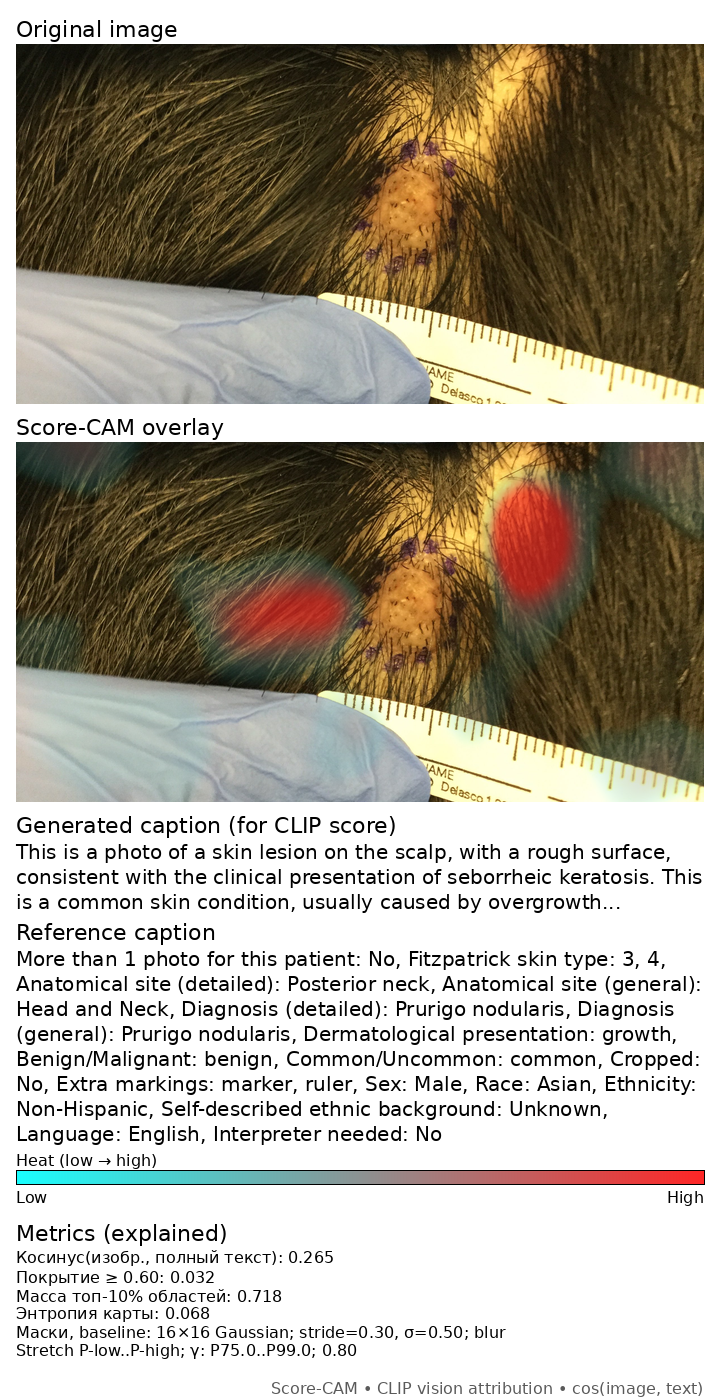 Original image
NAME
Delasco 1
Score-CAM overlay
NAME
Delasco 1
Generated caption (for CLIP score)
This is a photo of a skin lesion on the scalp, with a rough surface,
consistent with the clinical presentation of seborrheic keratosis. This
is a common skin condition, usually caused by overgrowth...
Reference caption
More than 1 photo for this patient: No, Fitzpatrick skin type: 3, 4,
Anatomical site (detailed): Posterior neck, Anatomical site (general):
Head and Neck, Diagnosis (detailed): Prurigo nodularis, Diagnosis
(general): Prurigo nodularis, Dermatological presentation: growth,
Benign/Malignant: benign, Common/Uncommon: common, Cropped:
No, Extra markings: marker, ruler, Sex: Male, Race: Asian, Ethnicity:
Non-Hispanic, Self-described ethnic background: Unknown,
Language: English, Interpreter needed: No
Heat (low → high)
Low High
Metrics (explained)
Косинус(изобр., полный текст): 0.265
Покрытие ≥ 0.60: 0.032
Масса топ-10% областей: 0.718
Энтропия карты: 0.068
Маски, baseline: 16×16 Gaussian; stride=0.30, σ=0.50; blur
Stretch P-low..P-high; γ: P75.0..P99.0; 0.80
Score-CAM • CLIP vision attribution • cos(image, text)